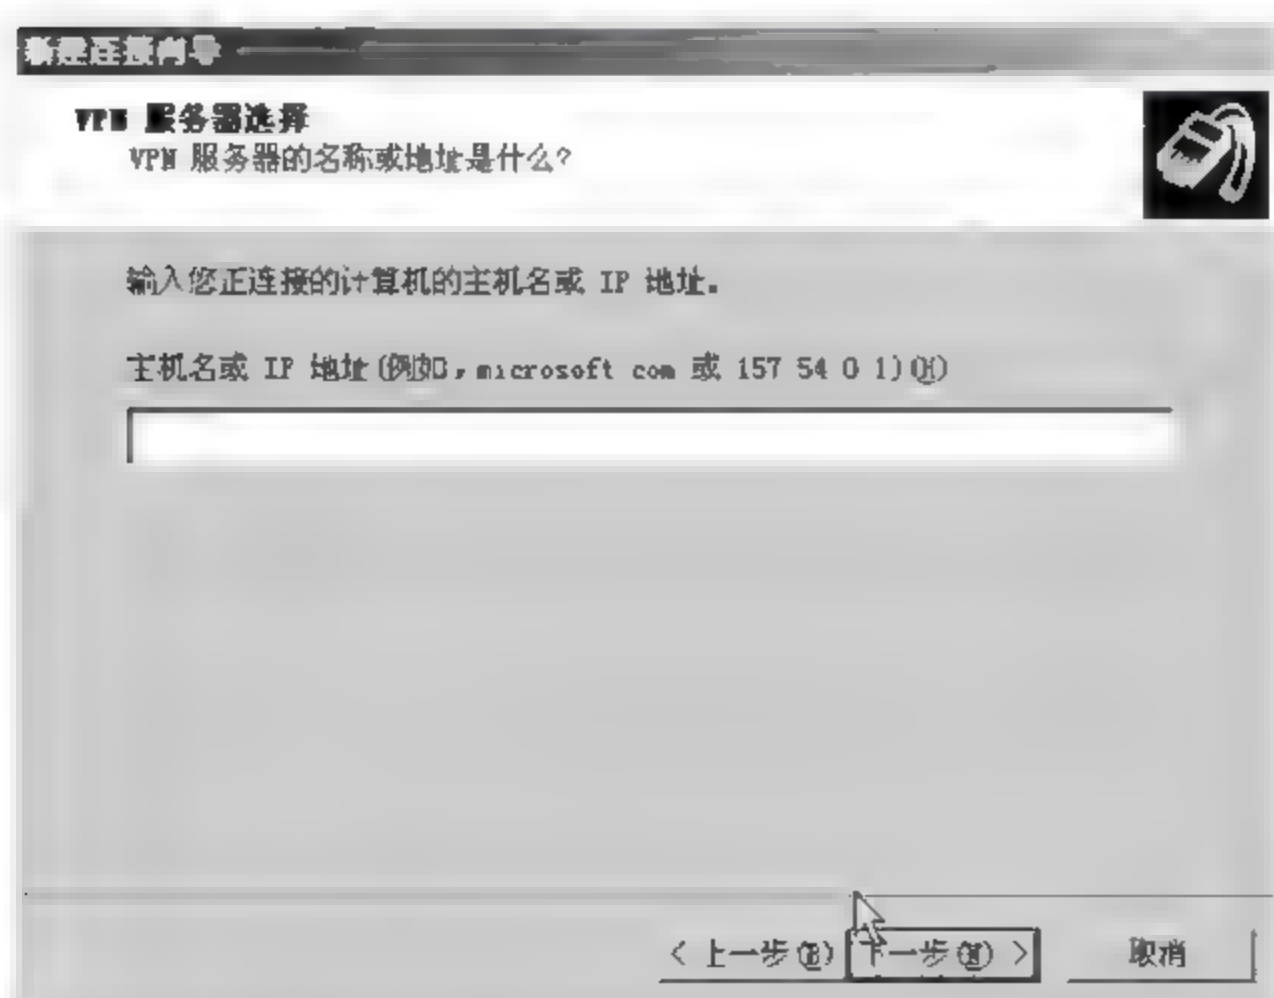 新建连接向导
VPN 服务器选择
VPN 服务器的名称或地址是什么?
输入您正连接的计算机的主机名或 IP 地址。
主机名或 IP 地址(例如,microsoft com 或 157 54 0 1)(H)
< 上一步(B)
下一步(N) >
取消